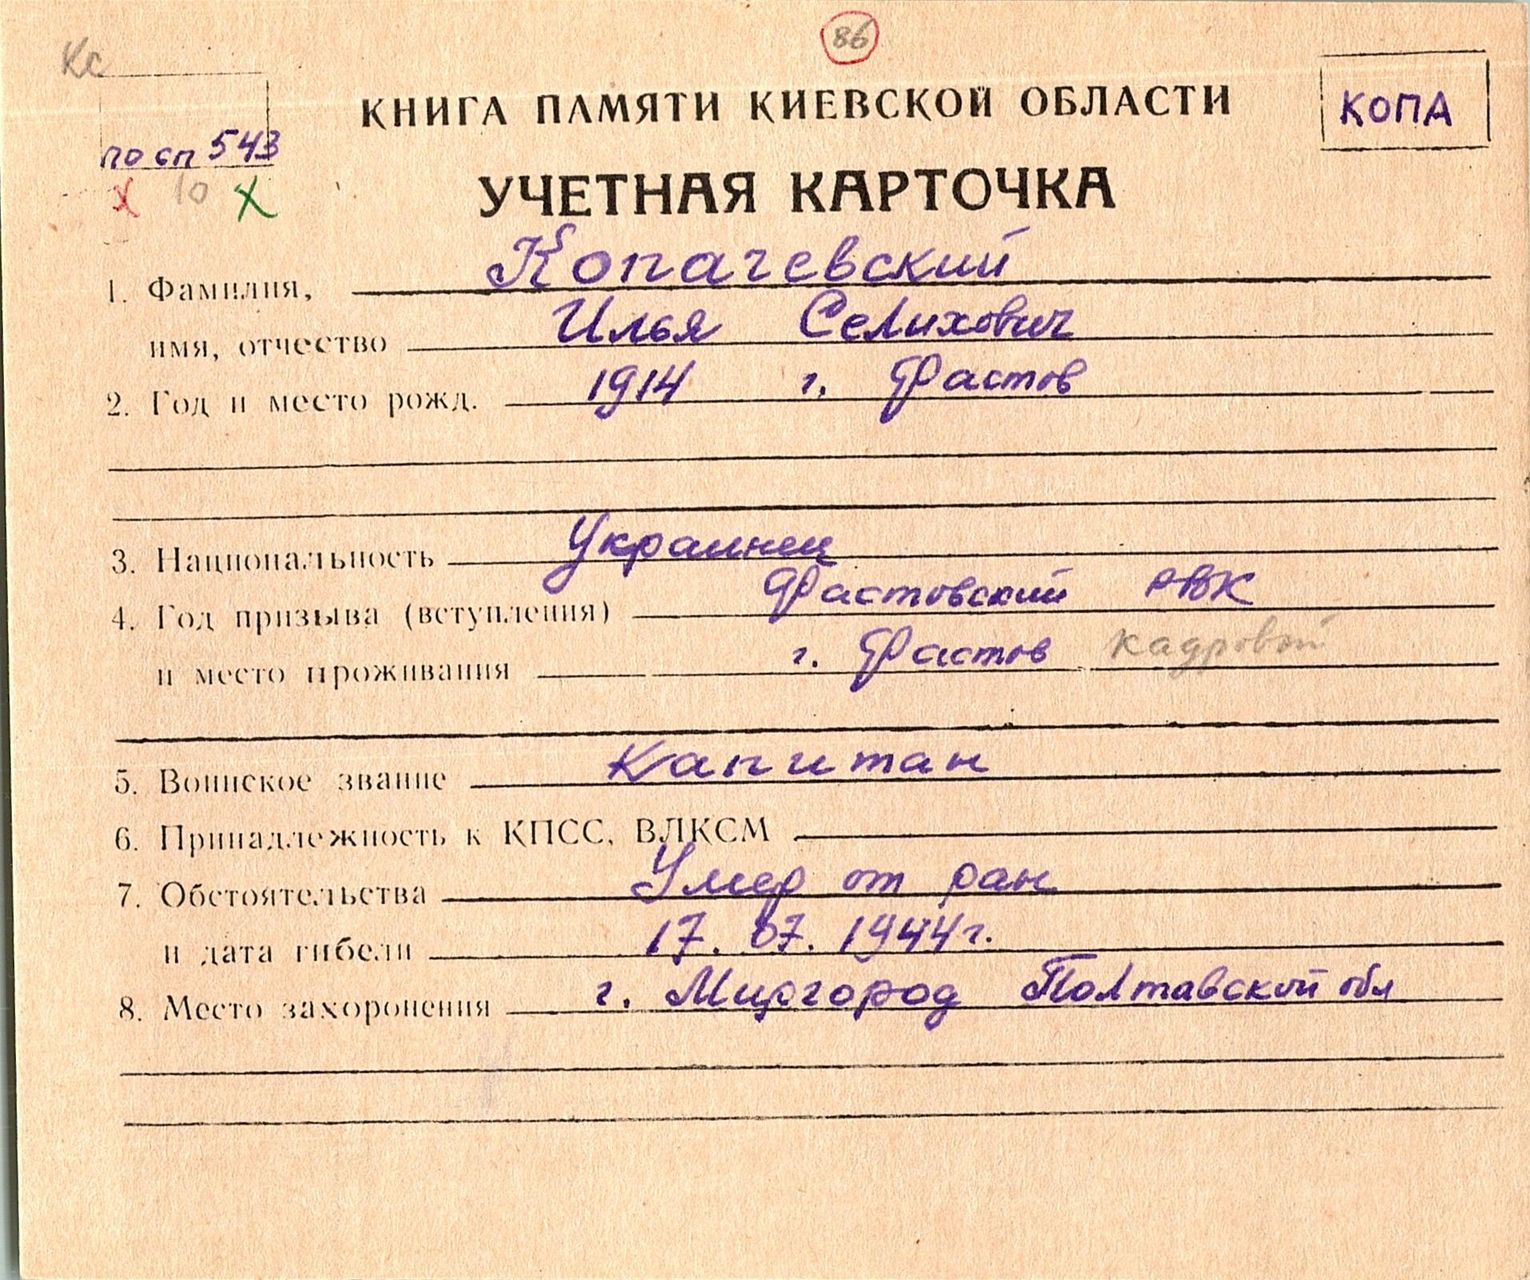 86
Кс
КНИГА ПАМЯТИ КИЕВСКОЙ ОБЛАСТИ
КОПА
по сп 543
х 10 х
УЧЕТНАЯ КАРТОЧКА
1. Фамилия, Копачевский
имя, отчество Илья Селихович
2. Год и место рожд. 1914 г. Фастов
3. Национальность Украинец
4. Год призыва (вступления) Фастовский РВК
и место проживания г. Фастов кадровой
5. Воинское звание Капитан
6. Принадлежность к КПСС, ВЛКСМ
7. Обстоятельства Умер от ран
и дата гибели 17.07.1944 г.
8. Место захоронения г. Миргород Полтавской обл